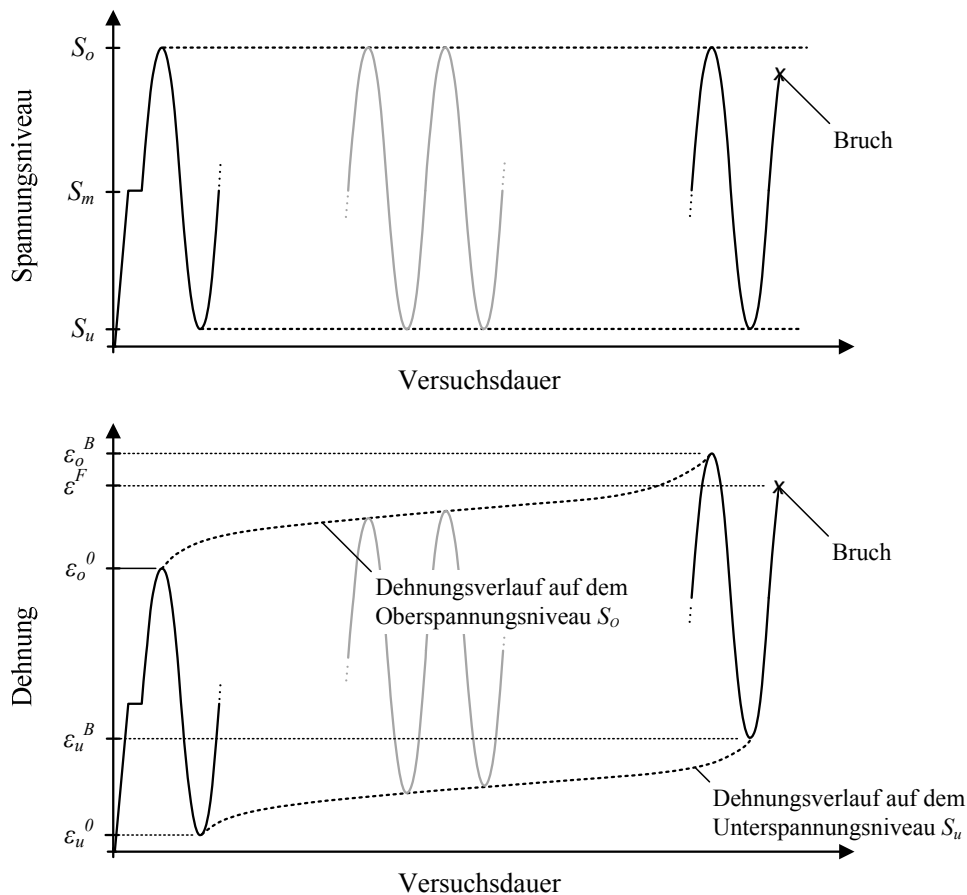 Spannungsniveau
S_o
S_m
S_u
Bruch
Versuchsdauer
Dehnung
ε_o^B
ε^F
ε_o^0
ε_u^B
ε_u^0
Bruch
Dehnungsverlauf auf dem
Oberspannungsniveau S_o
Dehnungsverlauf auf dem
Unterspannungsniveau S_u
Versuchsdauer